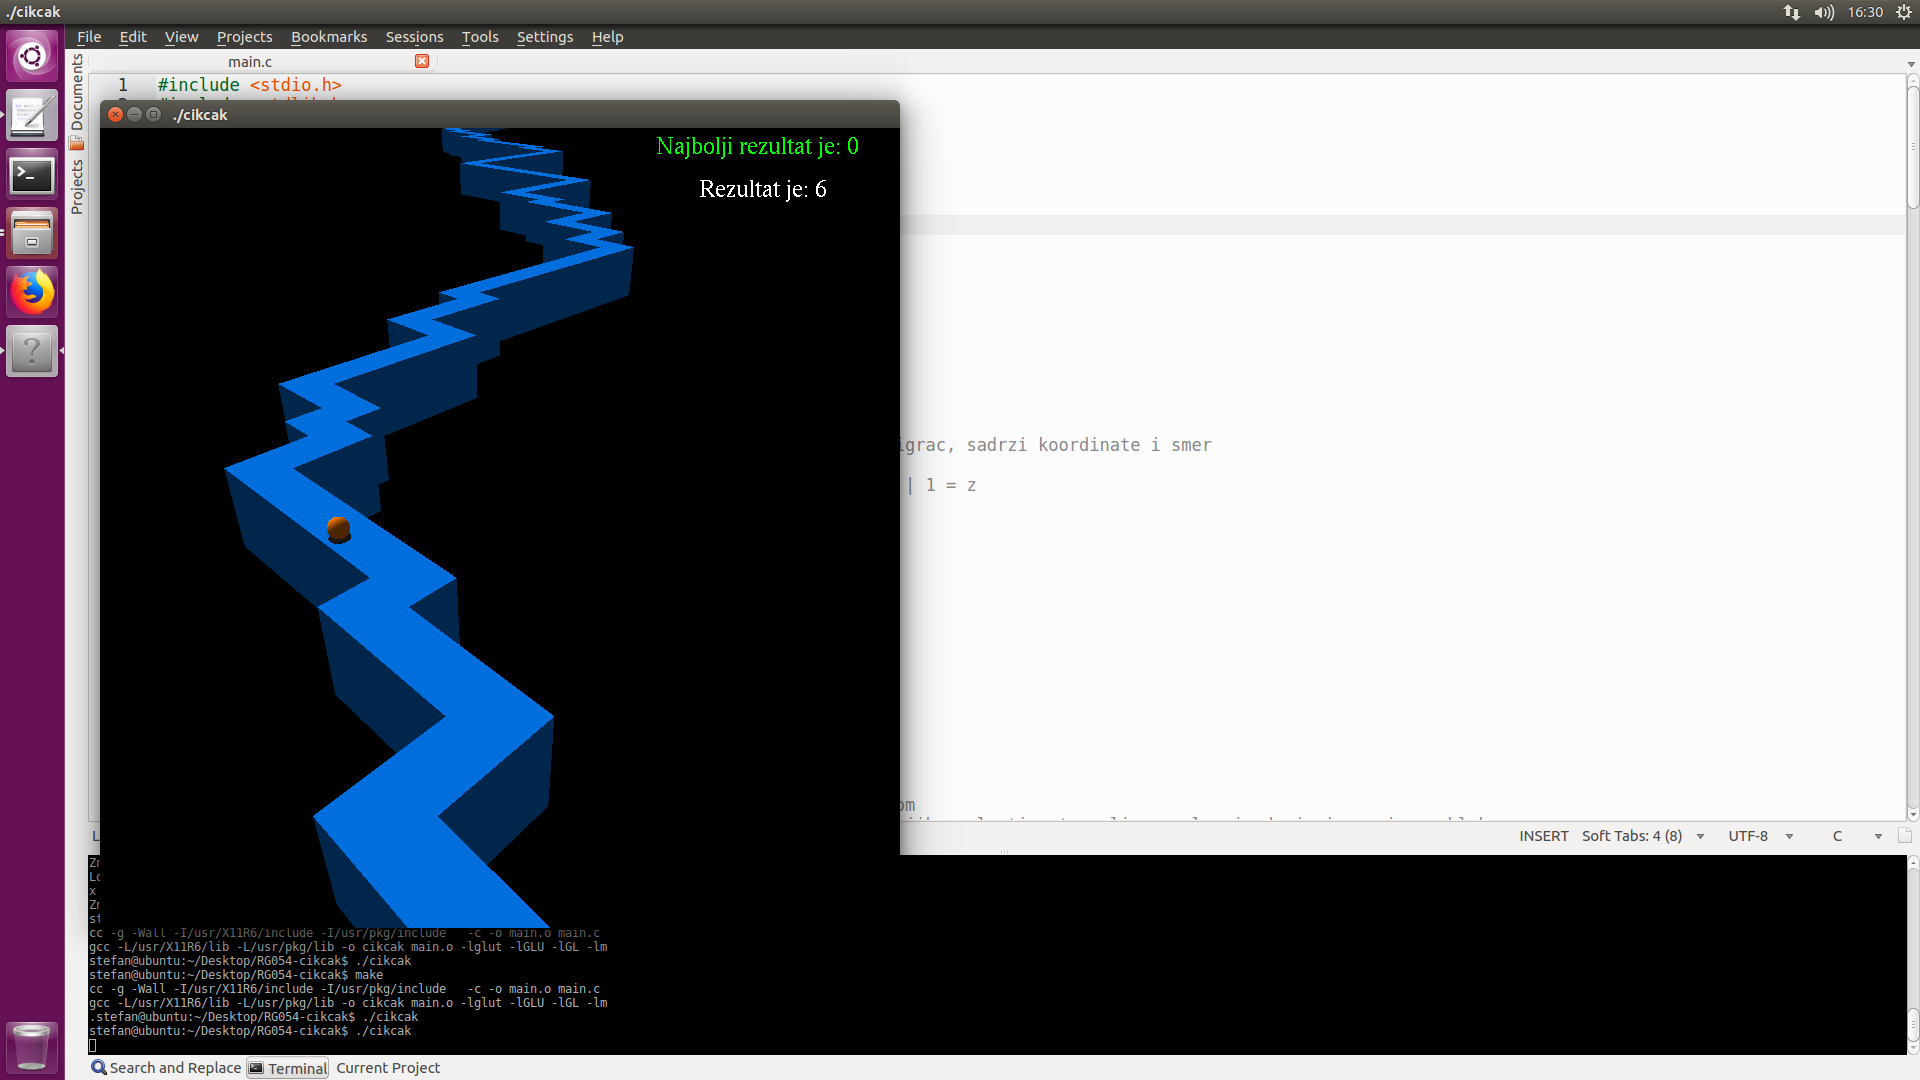 ./cikcak
16:30
File Edit View Projects Bookmarks Sessions Tools Settings Help
Documents
Projects
main.c
1 #include <stdio.h>
./cikcak
Najbolji rezultat je: 0
Rezultat je: 6
igrac, sadrzi koordinate i smer
| 1 = z
om
L
INSERT Soft Tabs: 4 (8) UTF-8 C
Zr
Lo
x
Zr
st
cc -g -Wall -I/usr/X11R6/include -I/usr/pkg/include -c -o main.o main.c
gcc -L/usr/X11R6/lib -L/usr/pkg/lib -o cikcak main.o -lglut -lGLU -lGL -lm
stefan@ubuntu:~/Desktop/RG054-cikcak$ ./cikcak
stefan@ubuntu:~/Desktop/RG054-cikcak$ make
cc -g -Wall -I/usr/X11R6/include -I/usr/pkg/include -c -o main.o main.c
gcc -L/usr/X11R6/lib -L/usr/pkg/lib -o cikcak main.o -lglut -lGLU -lGL -lm
.stefan@ubuntu:~/Desktop/RG054-cikcak$ ./cikcak
stefan@ubuntu:~/Desktop/RG054-cikcak$ ./cikcak
Search and Replace Terminal Current Project